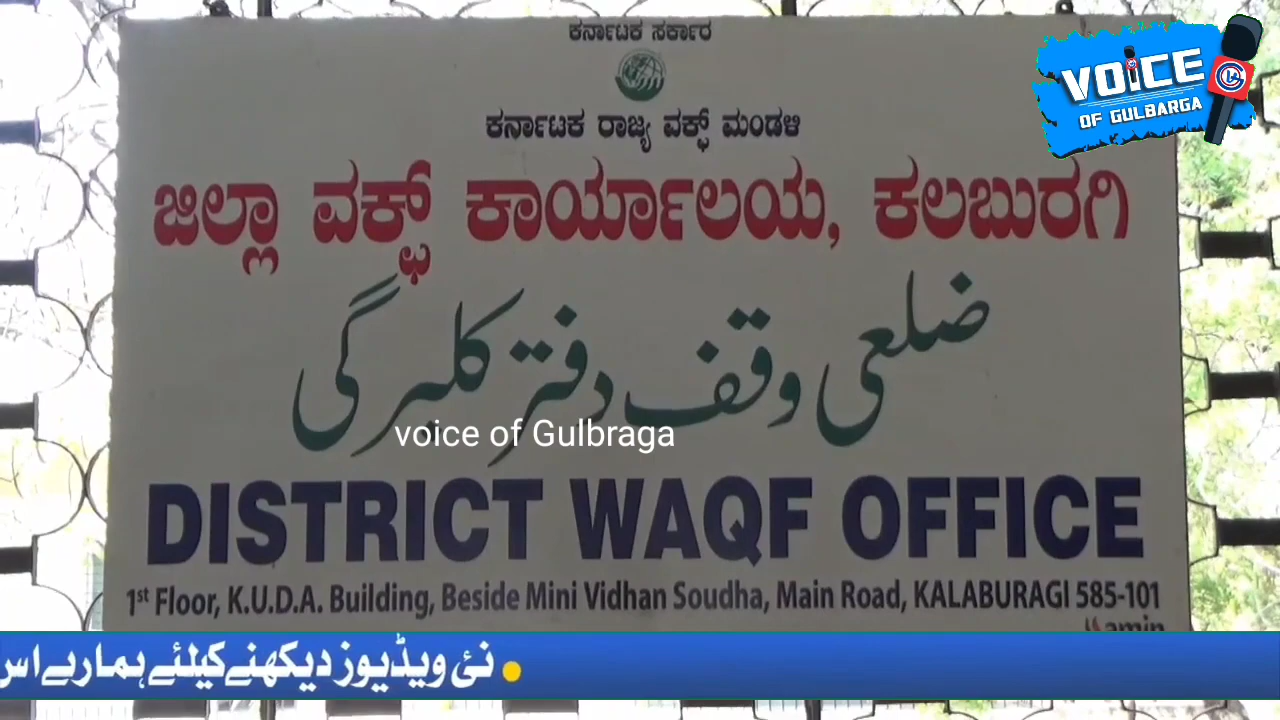 ಕರ್ನಾಟಕ ಸರ್ಕಾರ
ಕರ್ನಾಟಕ ರಾಜ್ಯ ವಕ್ಫ್ ಮಂಡಳಿ
VOICE
OF GULBARGA
ಜಿಲ್ಲಾ ವಕ್ಫ್ ಕಾರ್ಯಾಲಯ, ಕಲಬುರಗಿ
ضلعی وقف دفتر کلبرگی
voice of Gulbraga
DISTRICT WAQF OFFICE
1st Floor, K.U.D.A. Building, Beside Mini Vidhan Soudha, Main Road, KALABURAGI 585-101
amin
نئ ویڈیوز دیکھنے کیلئے ہمارے اس